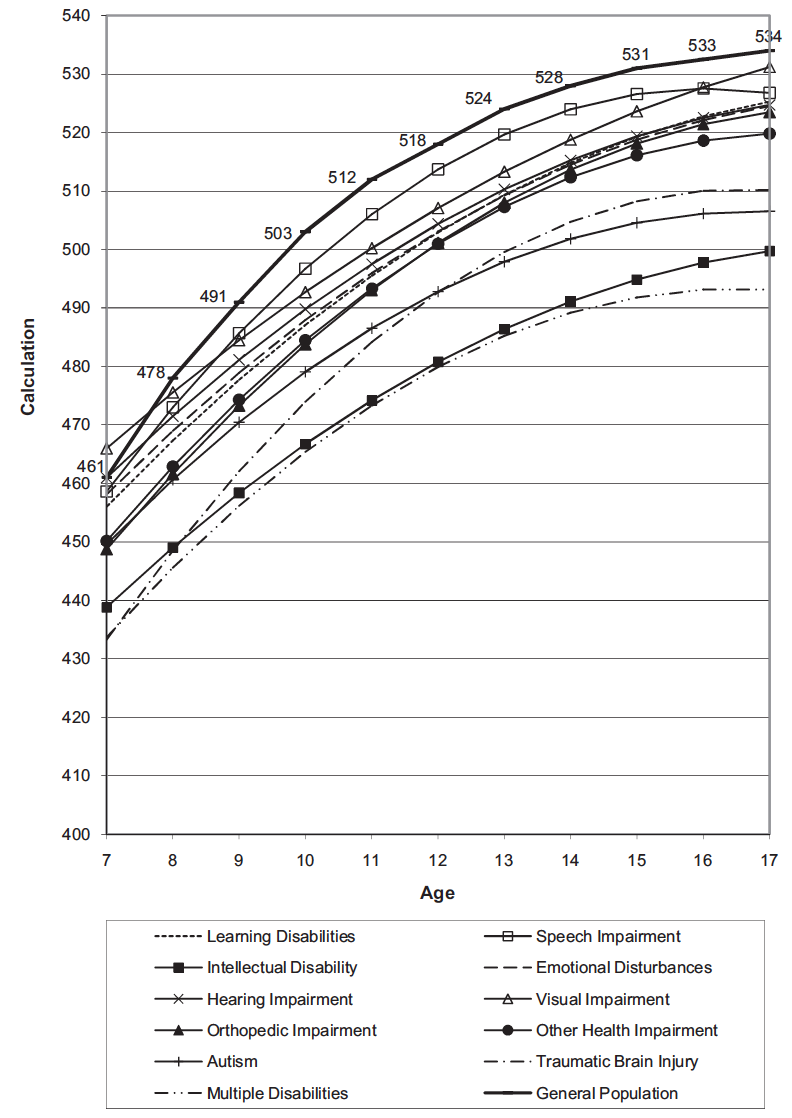 540
530
520
510
500
490
480
470
460
450
440
430
420
410
400
Calculation
461
478
491
503
512
518
524
528
531
533
534
7 8 9 10 11 12 13 14 15 16 17
Age
Learning Disabilities Speech Impairment
Intellectual Disability Emotional Disturbances
Hearing Impairment Visual Impairment
Orthopedic Impairment Other Health Impairment
Autism Traumatic Brain Injury
Multiple Disabilities General Population